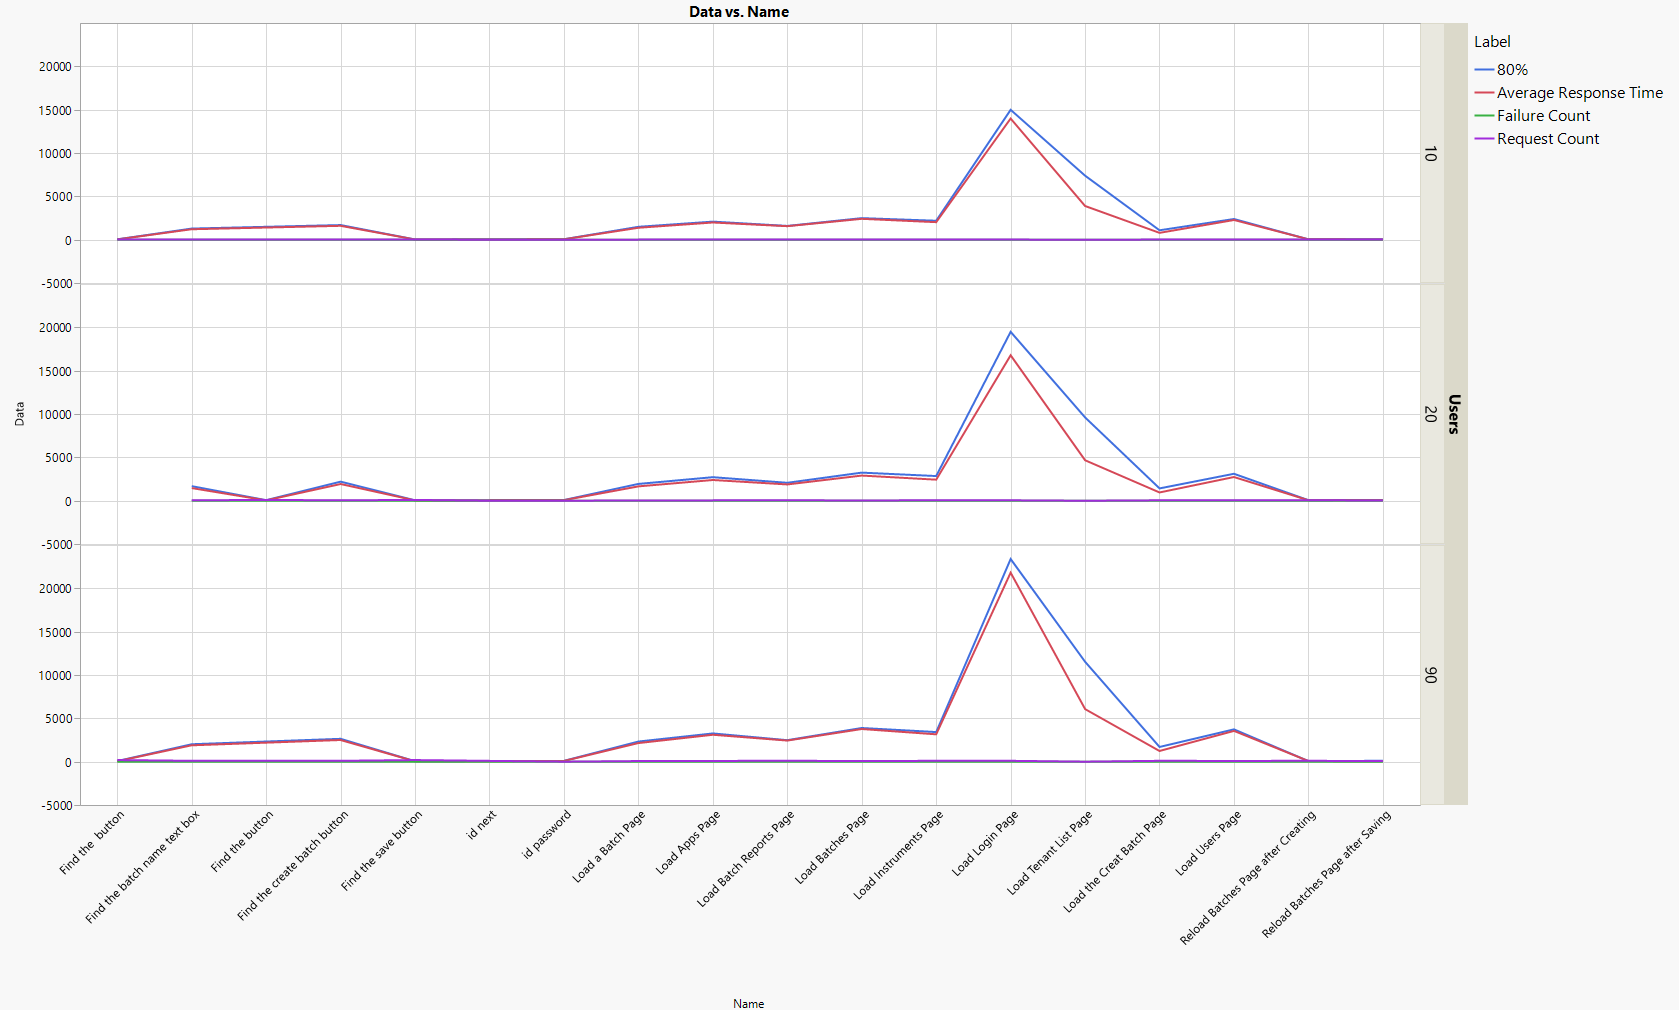 Data vs. Name
Label
80%
Average Response Time
Failure Count
Request Count
20000
15000
10000
5000
0
-5000
10
20000
15000
10000
5000
0
-5000
20
20000
15000
10000
5000
0
-5000
90
Data
Users
Find the button
Find the batch name text box
Find the button
Find the create batch button
Find the save button
id next
id password
Load a Batch Page
Load Apps Page
Load Batch Reports Page
Load Batches Page
Load Instruments Page
Load Login Page
Load Tenant List Page
Load the Creat Batch Page
Load Users Page
Reload Batches Page after Creating
Reload Batches Page after Saving
Name